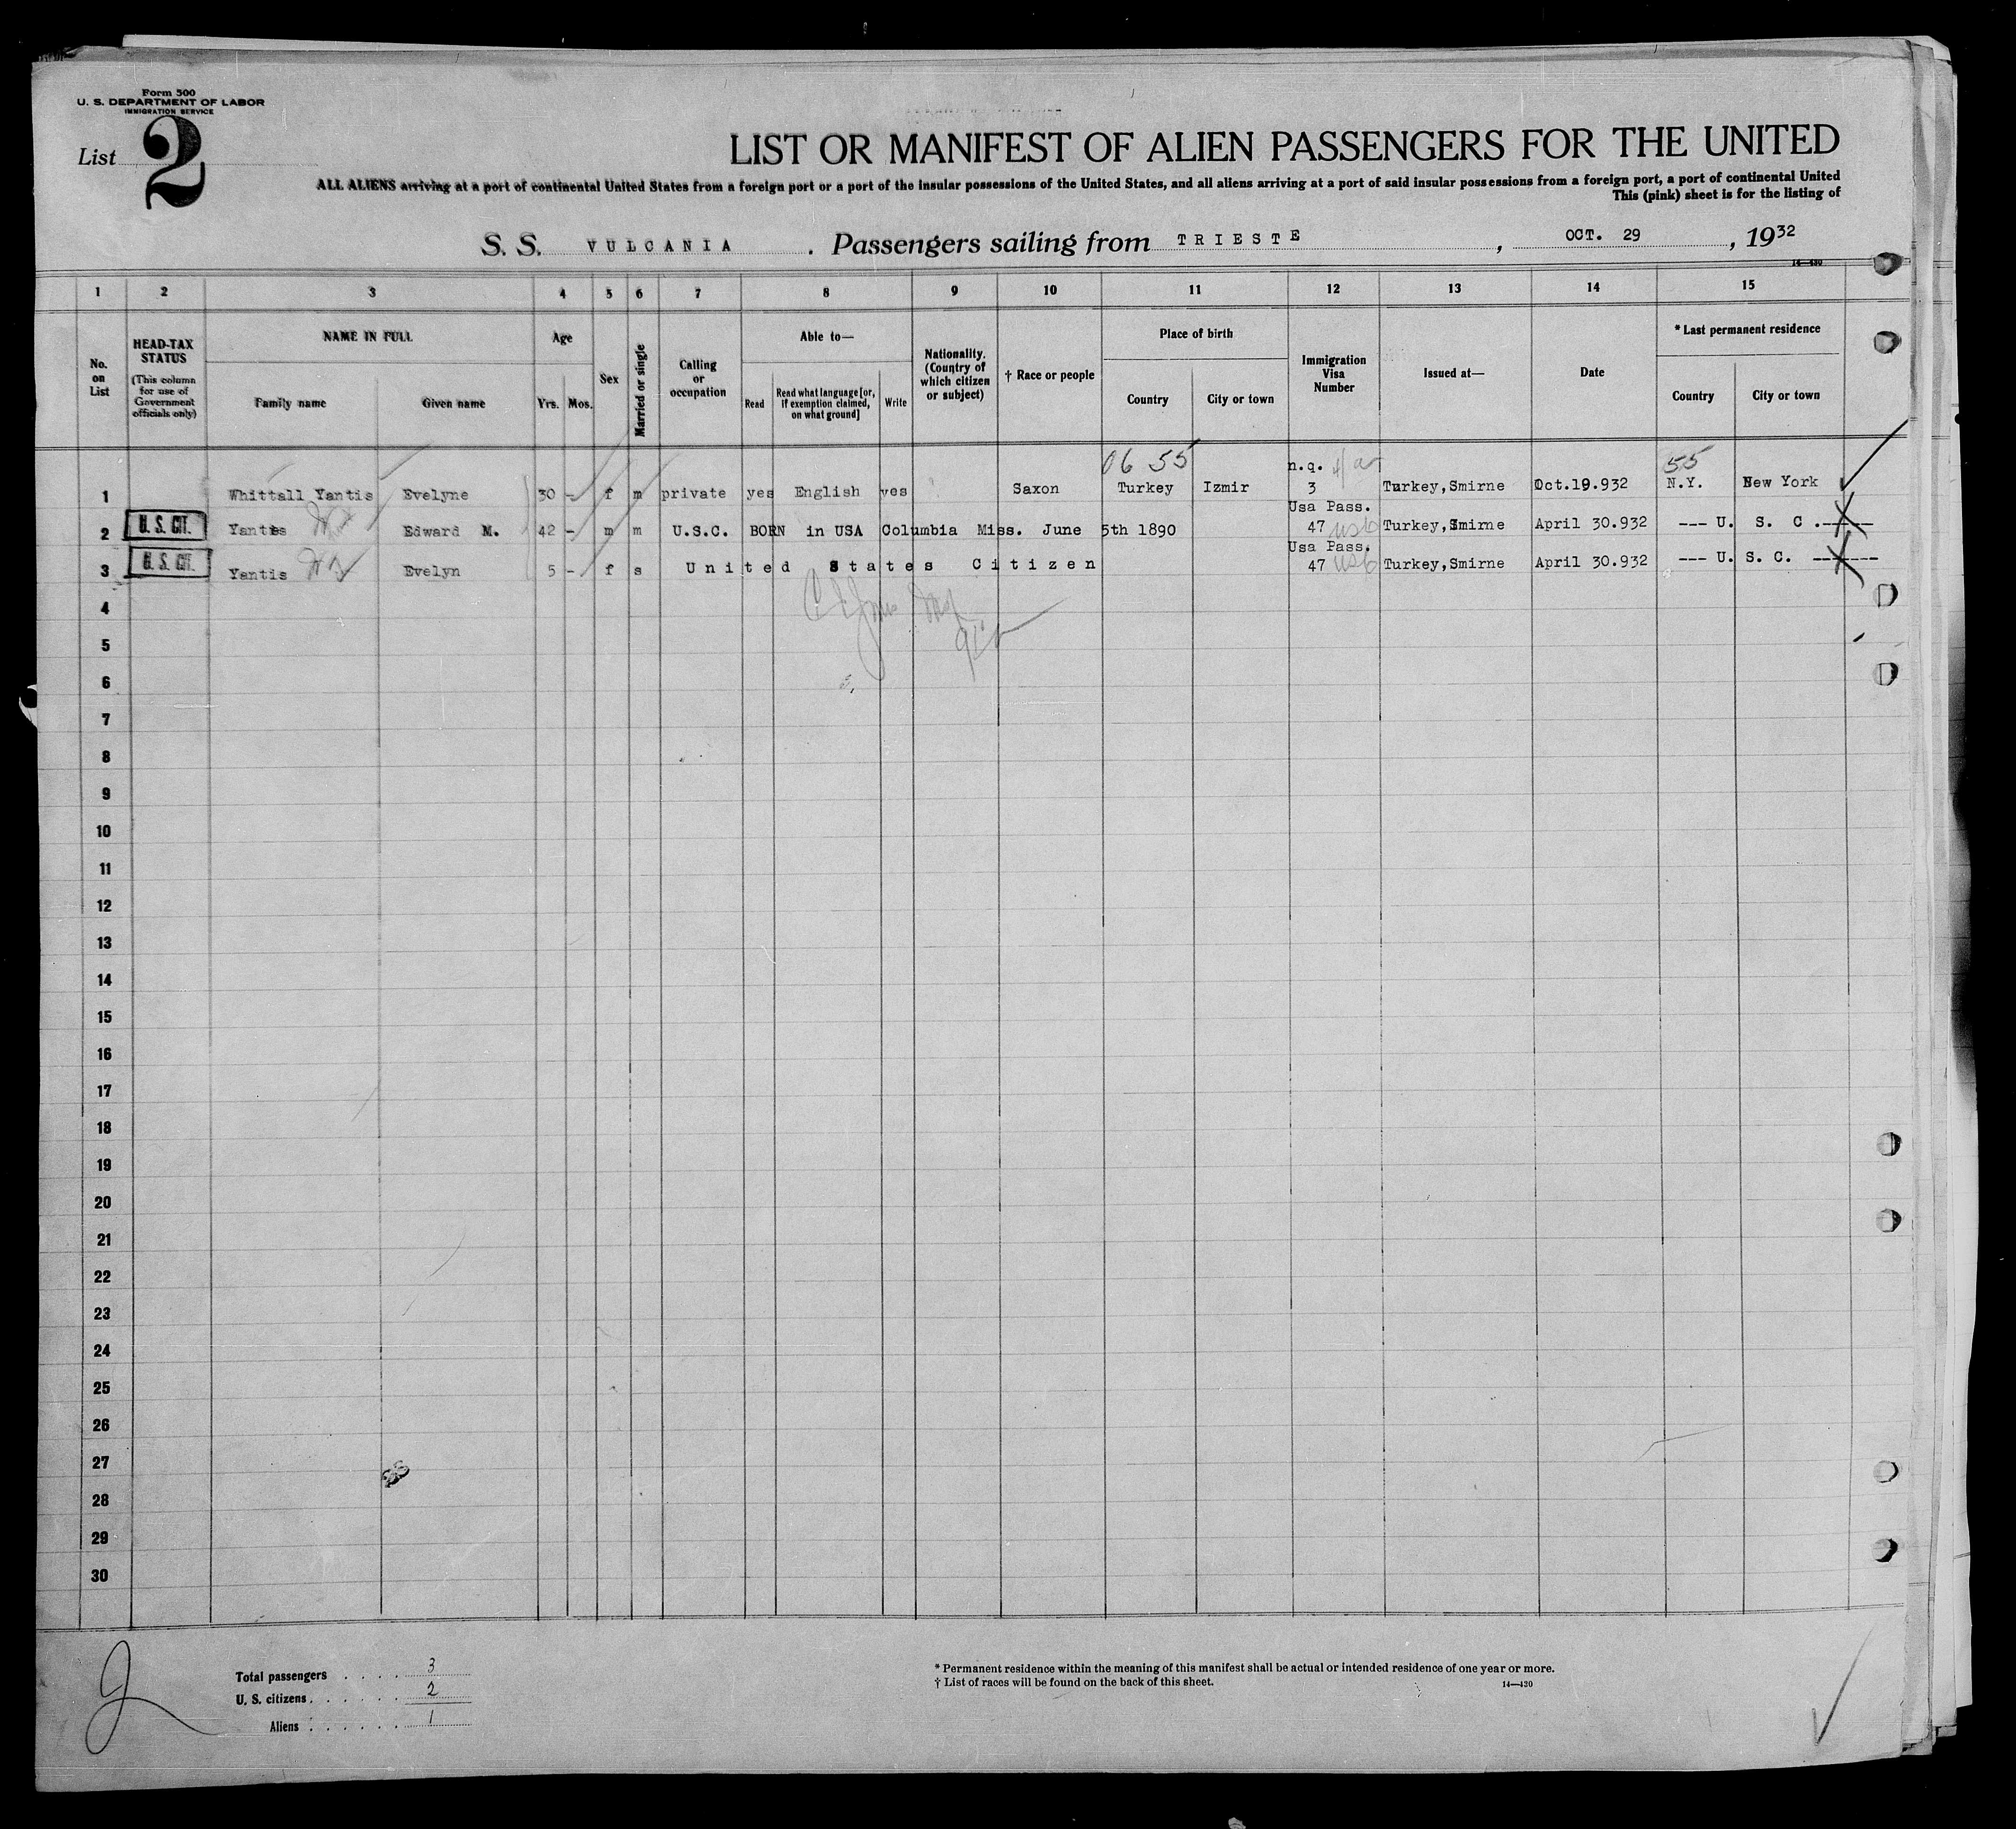 Form 500
U. S. DEPARTMENT OF LABOR
IMMIGRATION SERVICE
List 2
LIST OR MANIFEST OF ALIEN PASSENGERS FOR THE UNITED
ALL ALIENS arriving at a port of continental United States from a foreign port or a port of the insular possessions of the United States, and all aliens arriving at a port of said insular possessions from a foreign port, a port of continental United
This (pink) sheet is for the listing of
S. S. VULCANIA . Passengers sailing from TRIESTE , OCT. 29 , 1932
14—430
1 2 3 4 5 6 7 8 9 10 11 12 13 14 15
No. on List
HEAD-TAX STATUS
(This column for use of Government officials only)
NAME IN FULL
Family name Given name
Age
Yrs. Mos.
Sex
Married or single
Calling or occupation
Able to—
Read
Read what language [or, if exemption claimed, on what ground]
Write
Nationality. (Country of which citizen or subject)
† Race or people
Place of birth
Country City or town
Immigration Visa Number
Issued at—
Date
* Last permanent residence
Country City or town
06 55 n.q. 55
1 Whittall Yantis Evelyne 30 - f m private yes English yes Saxon Turkey Izmir 3 Turkey,Smirne Oct.19.932 N.Y. New York
Usa Pass.
2 U. S. CIT. Yantis Edward M. 42 - m m U.S.C. BORN in USA Columbia Miss. June 5th 1890 47 usc Turkey,Smirne April 30.932 --- U. S. C.
Usa Pass.
3 U. S. CIT. Yantis Evelyn 5 - f s United States Citizen 47 usc Turkey,Smirne April 30.932 --- U. S. C.
4
5
6
7
8
9
10
11
12
13
14
15
16
17
18
19
20
21
22
23
24
25
26
27
28
29
30
Total passengers . . . . 3
U. S. citizens . . . . . . 2
Aliens . . . . . . 1
* Permanent residence within the meaning of this manifest shall be actual or intended residence of one year or more.
† List of races will be found on the back of this sheet.
14—430